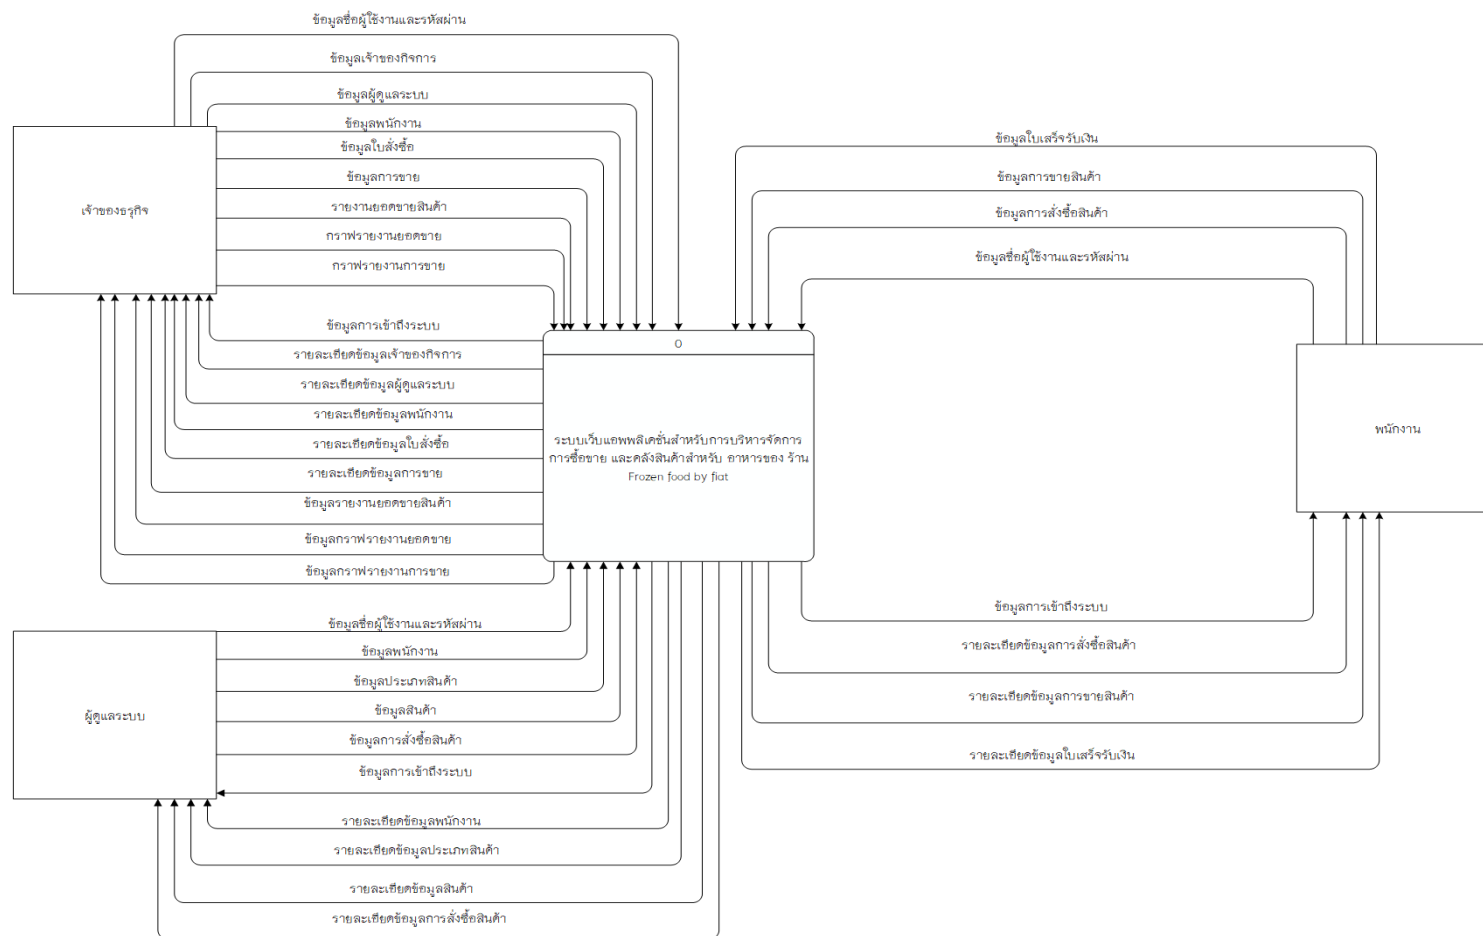 ข้อมูลชื่อผู้ใช้งานและรหัสผ่าน
ข้อมูลเจ้าของกิจการ
ข้อมูลผู้ดูแลระบบ
ข้อมูลพนักงาน
ข้อมูลใบสั่งซื้อ
ข้อมูลการขาย
รายงานยอดขายสินค้า
กราฟรายงานยอดขาย
กราฟรายงานการขาย
เจ้าของธรุกิจ
ข้อมูลการเข้าถึงระบบ
รายละเอียดข้อมูลเจ้าของกิจการ
รายละเอียดข้อมูลผู้ดูแลระบบ
รายละเอียดข้อมูลพนักงาน
รายละเอียดข้อมูลใบสั่งซื้อ
รายละเอียดข้อมูลการขาย
ข้อมูลรายงานยอดขายสินค้า
ข้อมูลกราฟรายงานยอดขาย
ข้อมูลกราฟรายงานการขาย
0
ระบบเว็บแอพพลิเคชั่นสำหรับการบริหารจัดการ
การซื้อขาย และคลังสินค้าสำหรับ อาหารของ ร้าน
Frozen food by fiat
ข้อมูลใบเสร็จรับเงิน
ข้อมูลการขายสินค้า
ข้อมูลการสั่งซื้อสินค้า
ข้อมูลชื่อผู้ใช้งานและรหัสผ่าน
พนักงาน
ข้อมูลการเข้าถึงระบบ
รายละเอียดข้อมูลการสั่งซื้อสินค้า
รายละเอียดข้อมูลการขายสินค้า
รายละเอียดข้อมูลใบเสร็จรับเงิน
ข้อมูลชื่อผู้ใช้งานและรหัสผ่าน
ข้อมูลพนักงาน
ข้อมูลประเภทสินค้า
ข้อมูลสินค้า
ข้อมูลการสั่งซื้อสินค้า
ผู้ดูแลระบบ
ข้อมูลการเข้าถึงระบบ
รายละเอียดข้อมูลพนักงาน
รายละเอียดข้อมูลประเภทสินค้า
รายละเอียดข้อมูลสินค้า
รายละเอียดข้อมูลการสั่งซื้อสินค้า